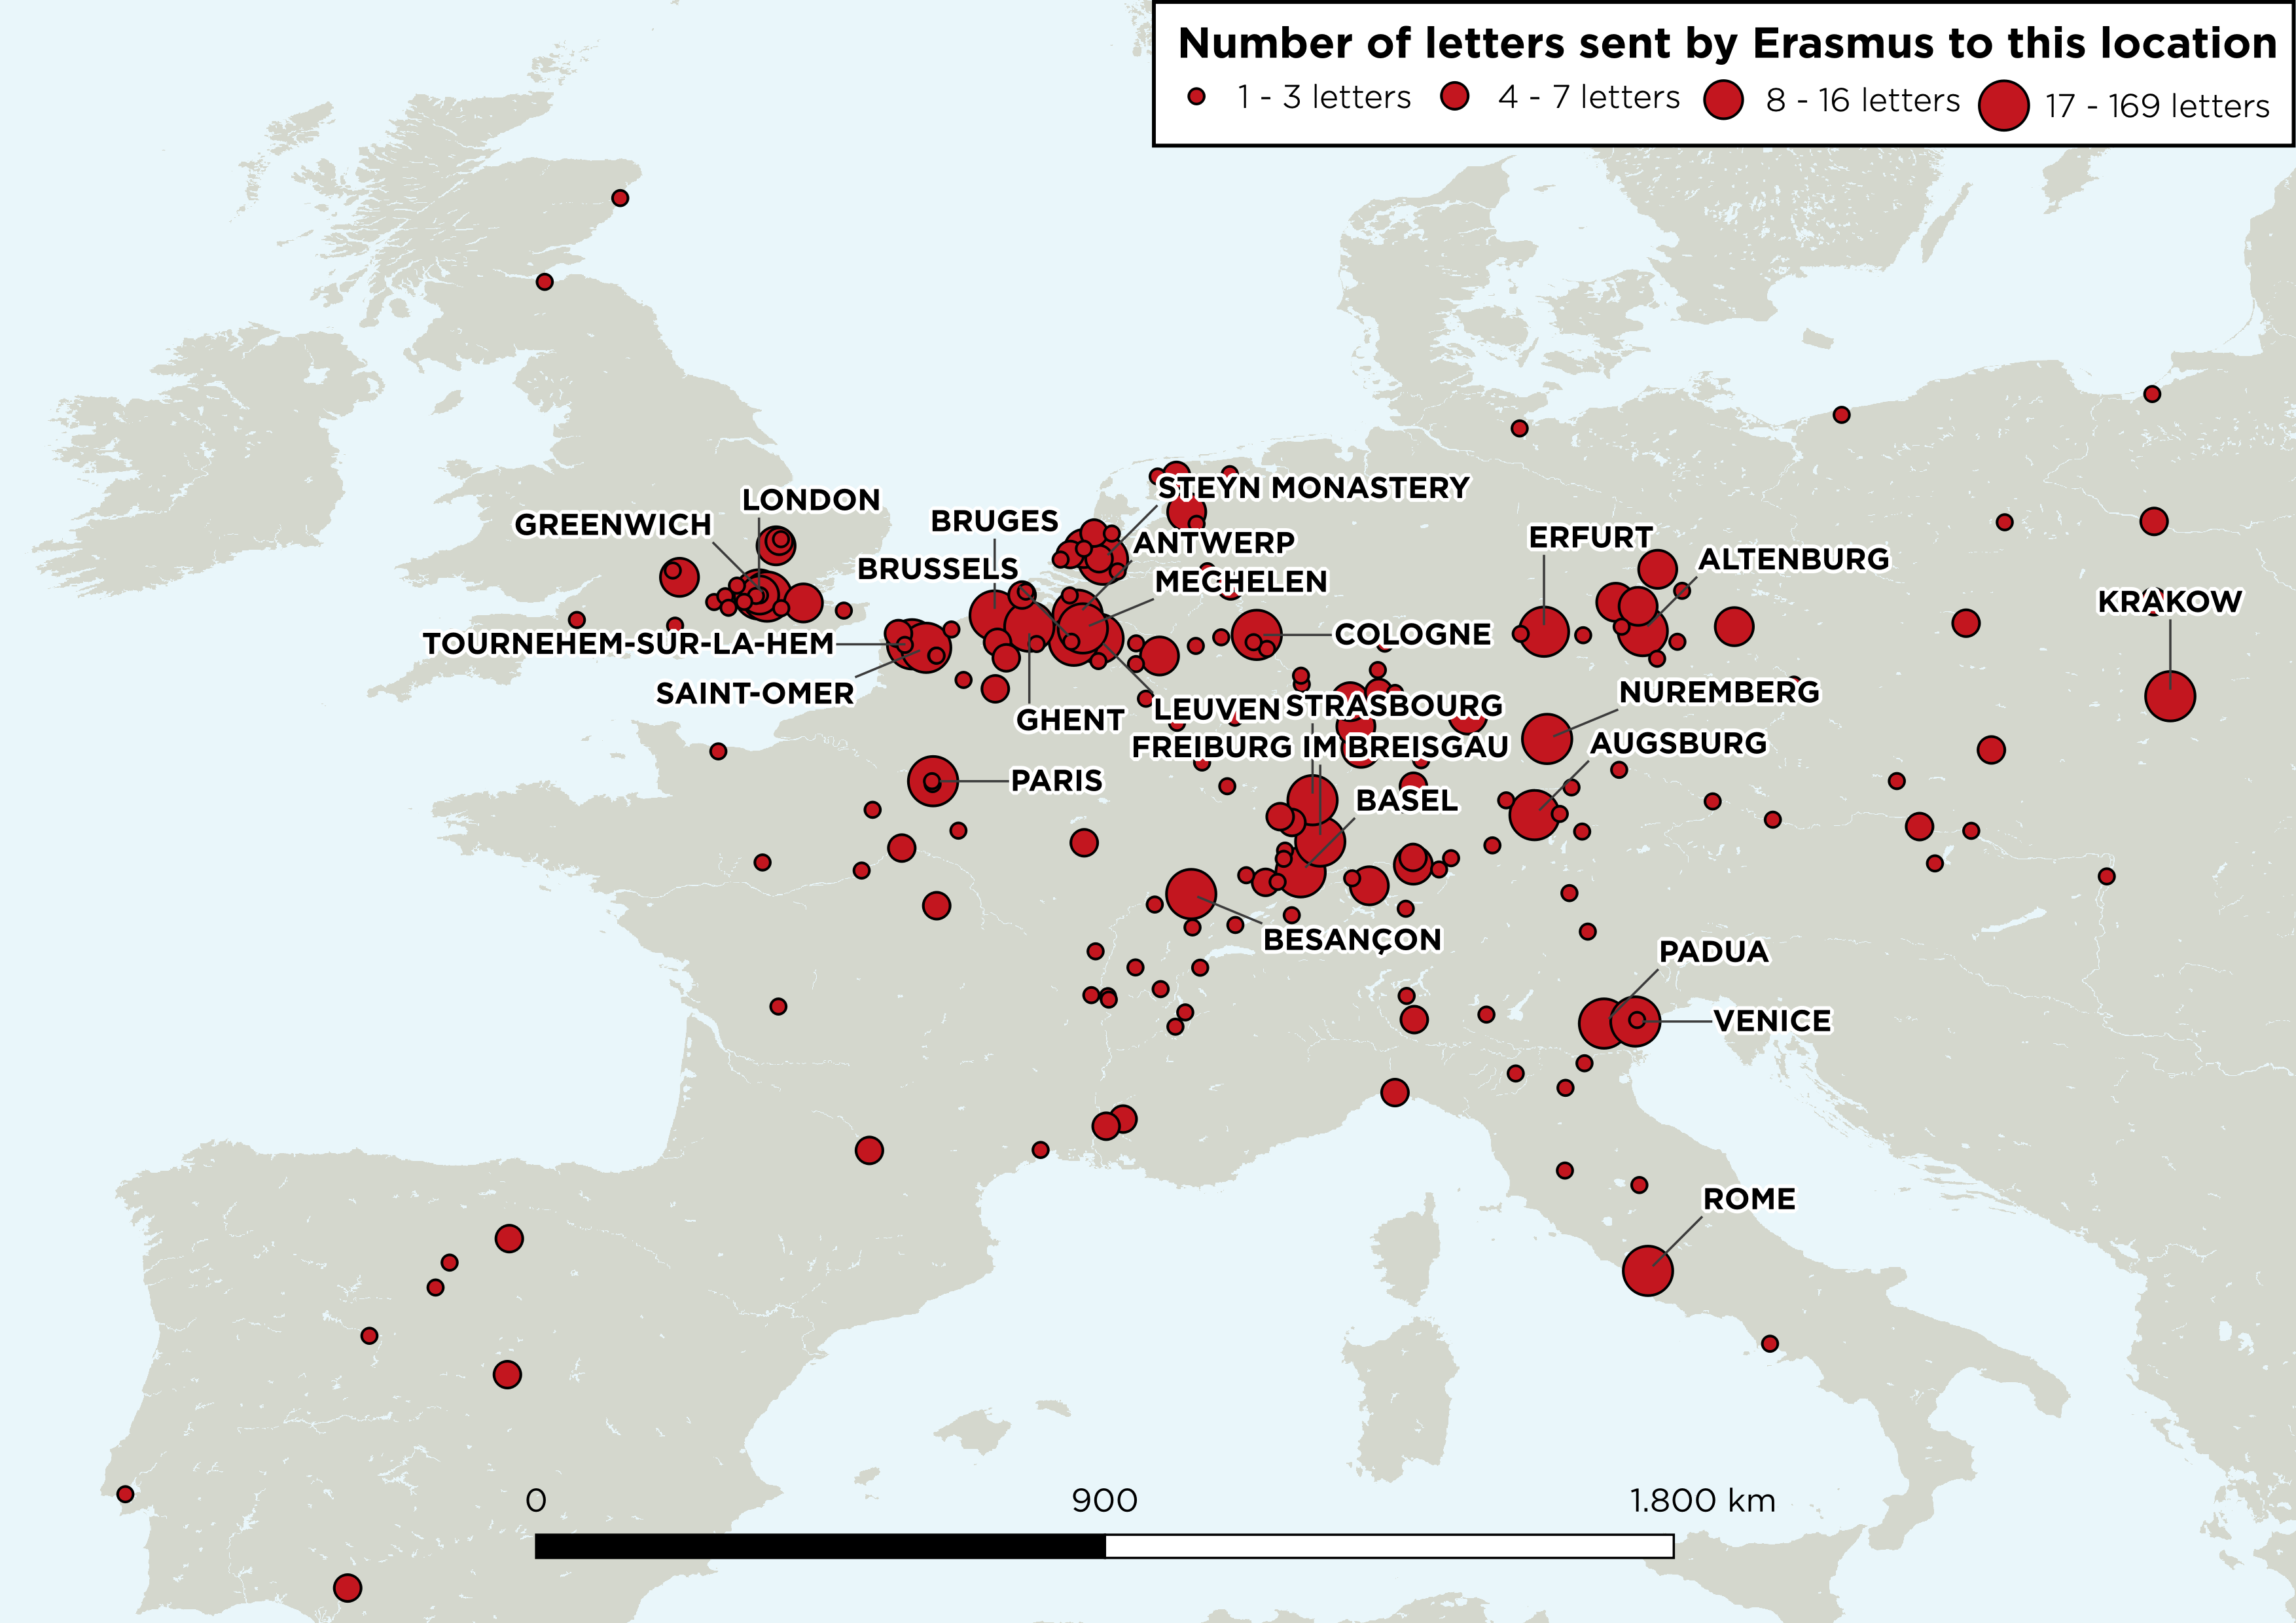 Number of letters sent by Erasmus to this location
1 - 3 letters 4 - 7 letters 8 - 16 letters 17 - 169 letters
STEYN MONASTERY
LONDON
GREENWICH
BRUGES
ERFURT
ANTWERP
ALTENBURG
BRUSSELS
MECHELEN
KRAKOW
COLOGNE
TOURNEHEM-SUR-LA-HEM
SAINT-OMER
NUREMBERG
LEUVEN
STRASBOURG
GHENT
AUGSBURG
FREIBURG IM BREISGAU
PARIS
BASEL
BESANÇON
PADUA
VENICE
ROME
0 900 1.800 km